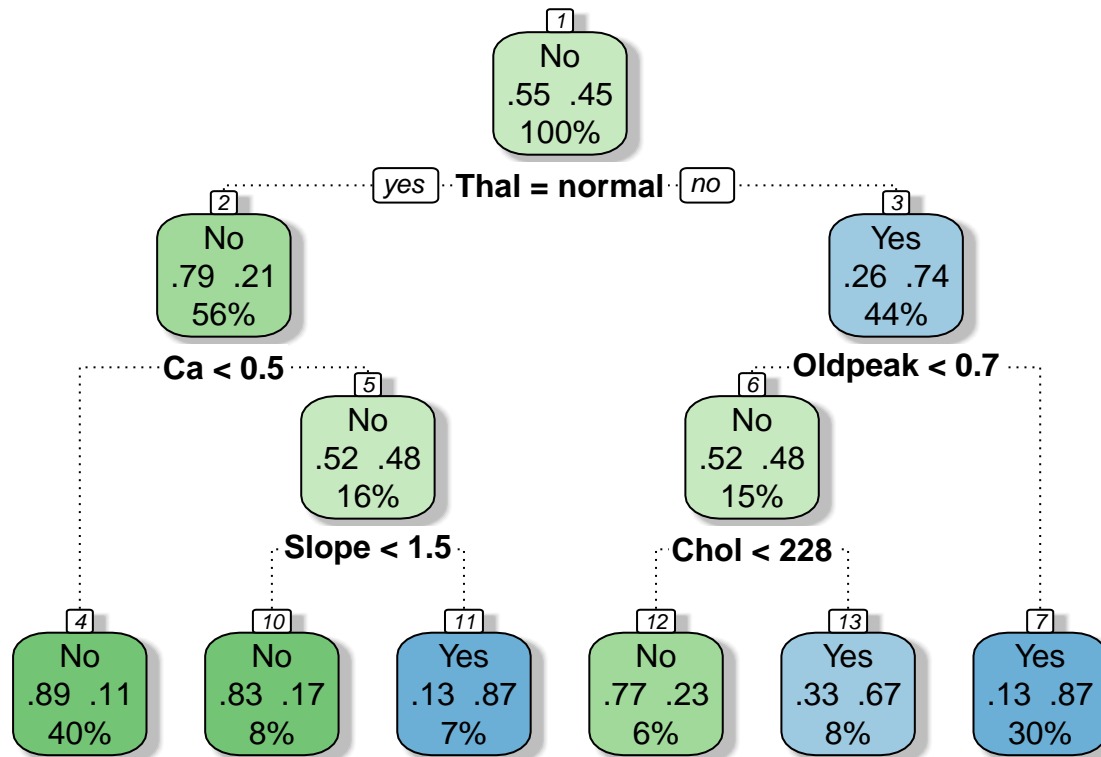 1
No
.55 .45
100%
yes Thal = normal no
2
No
.79 .21
56%
3
Yes
.26 .74
44%
Ca < 0.5
Oldpeak < 0.7
5
No
.52 .48
16%
6
No
.52 .48
15%
Slope < 1.5
Chol < 228
4
No
.89 .11
40%
10
No
.83 .17
8%
11
Yes
.13 .87
7%
12
No
.77 .23
6%
13
Yes
.33 .67
8%
7
Yes
.13 .87
30%